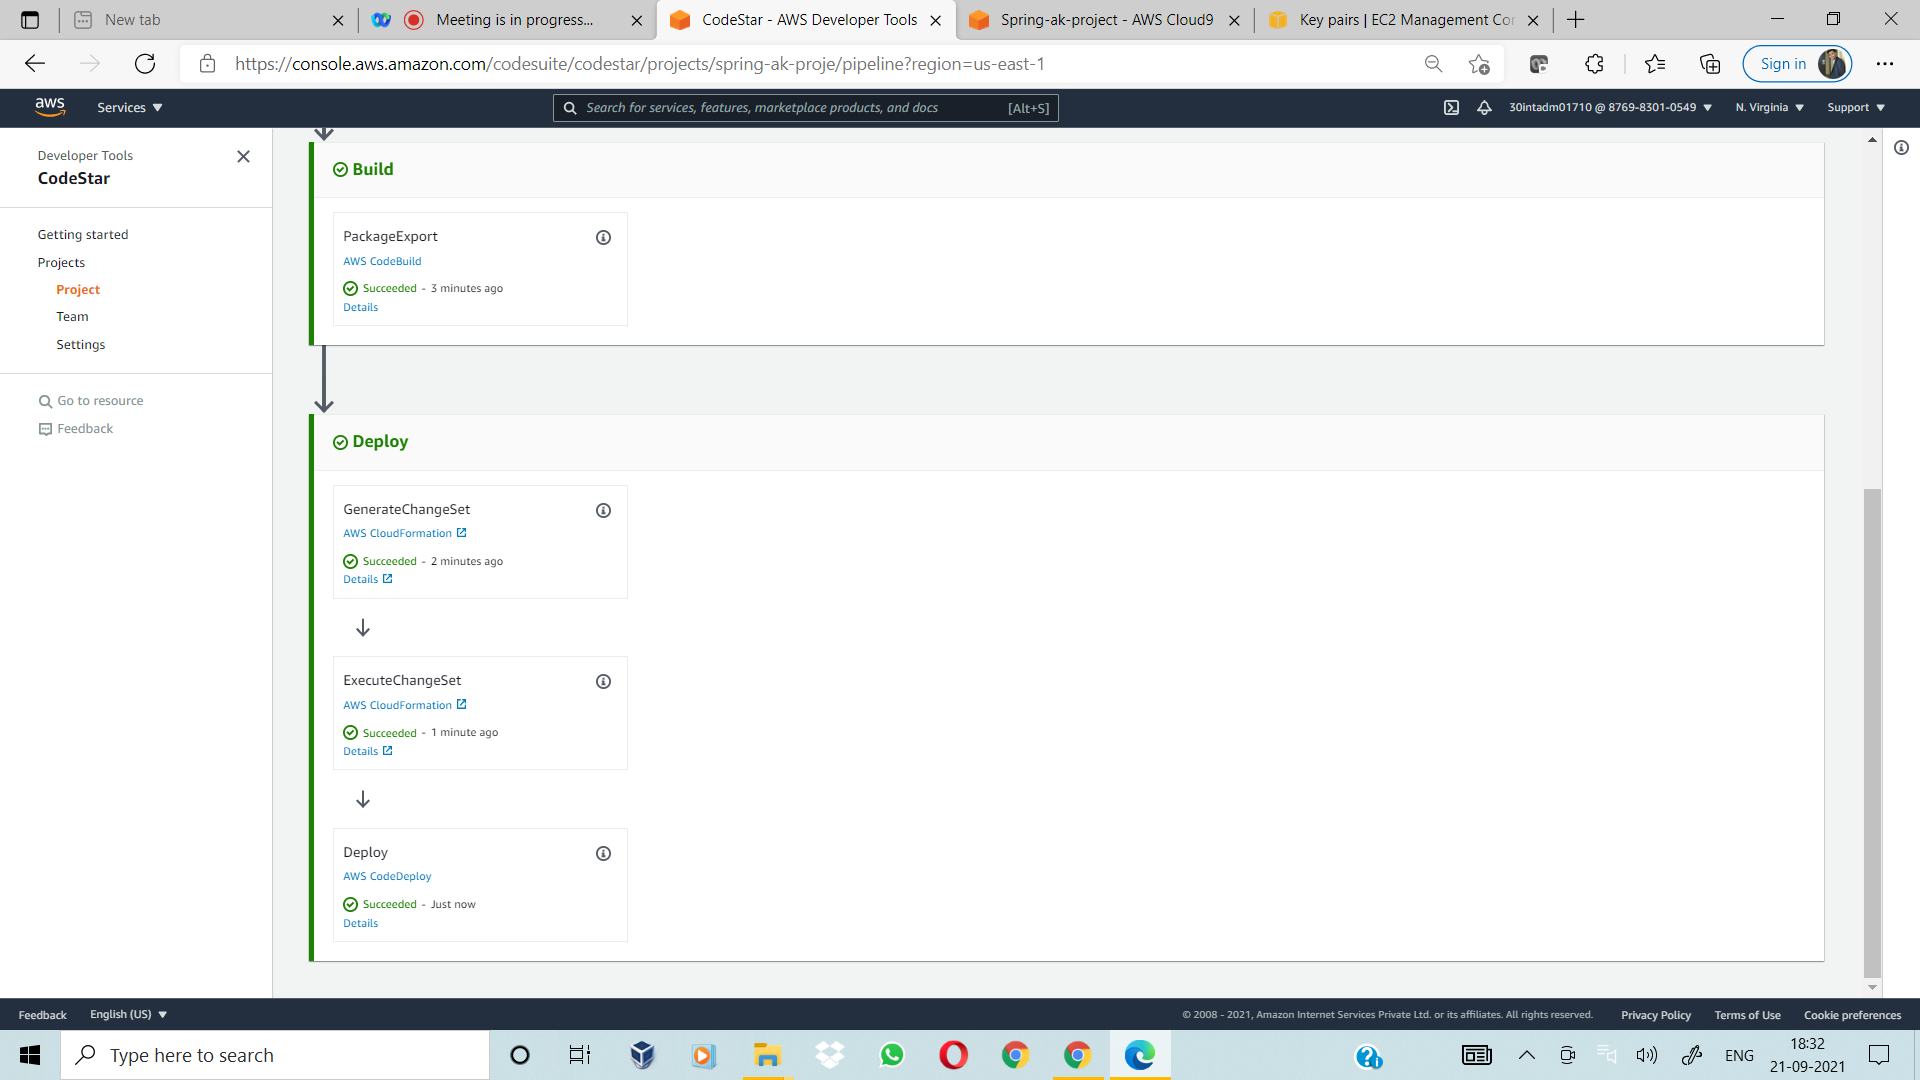 New tab
Meeting is in progress...
CodeStar - AWS Developer Tools
Spring-ak-project - AWS Cloud9
Key pairs | EC2 Management Cor
https://console.aws.amazon.com/codesuite/codestar/projects/spring-ak-proje/pipeline?region=us-east-1
Sign in
aws
Services
Search for services, features, marketplace products, and docs
[Alt+S]
30intadm01710 @ 8769-8301-0549
N. Virginia
Support
Developer Tools
CodeStar
Getting started
Projects
Project
Team
Settings
Go to resource
Feedback
Build
PackageExport
AWS CodeBuild
Succeeded - 3 minutes ago
Details
Deploy
GenerateChangeSet
AWS CloudFormation
Succeeded - 2 minutes ago
Details
ExecuteChangeSet
AWS CloudFormation
Succeeded - 1 minute ago
Details
Deploy
AWS CodeDeploy
Succeeded - Just now
Details
Feedback
English (US)
© 2008 - 2021, Amazon Internet Services Private Ltd. or its affiliates. All rights reserved.
Privacy Policy
Terms of Use
Cookie preferences
Type here to search
ENG
18:32
21-09-2021